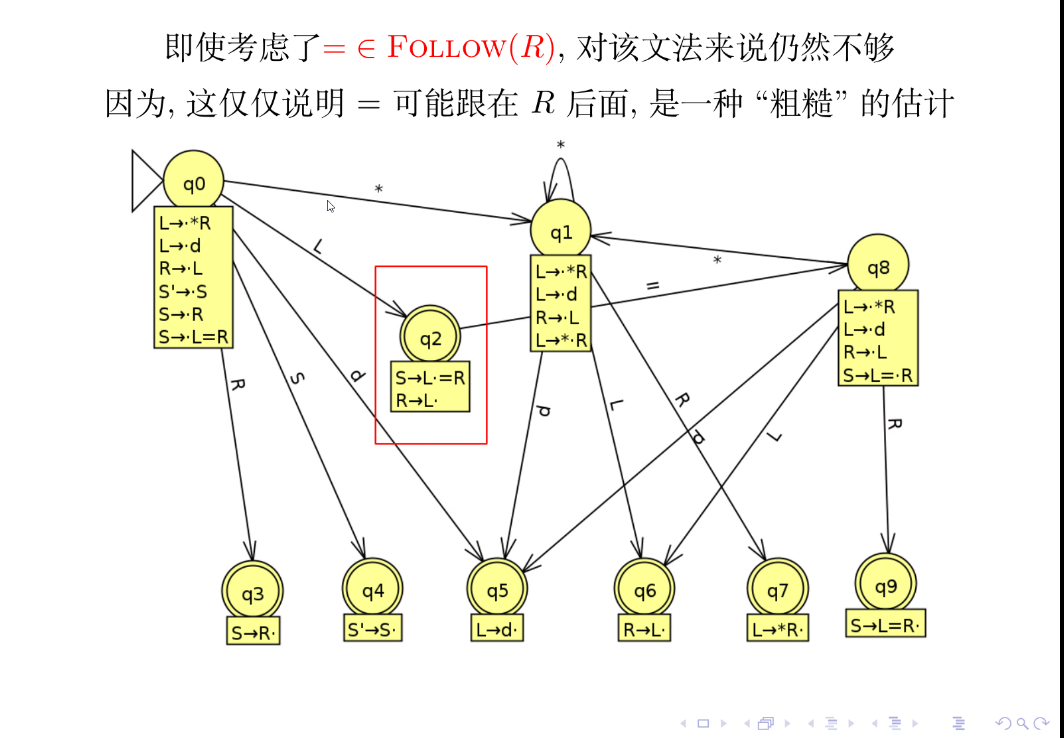 即使考虑了= ∈ FOLLOW(R), 对该文法来说仍然不够
因为, 这仅仅说明 = 可能跟在 R 后面, 是一种 “粗糙” 的估计
*
q0
*
q1
q8
L→·*R
L→·d
R→·L
S'→·S
S→·R
S→·L=R
L
*
=
L→·*R
L→·d
R→·L
L→*·R
L→·*R
L→·d
R→·L
S→L=·R
q2
S→L·=R
R→L·
R
S
d
d
L
R
d
L
R
q3
q4
q5
q6
q7
q9
S→R·
S'→S·
L→d·
R→L·
L→*R·
S→L=R·